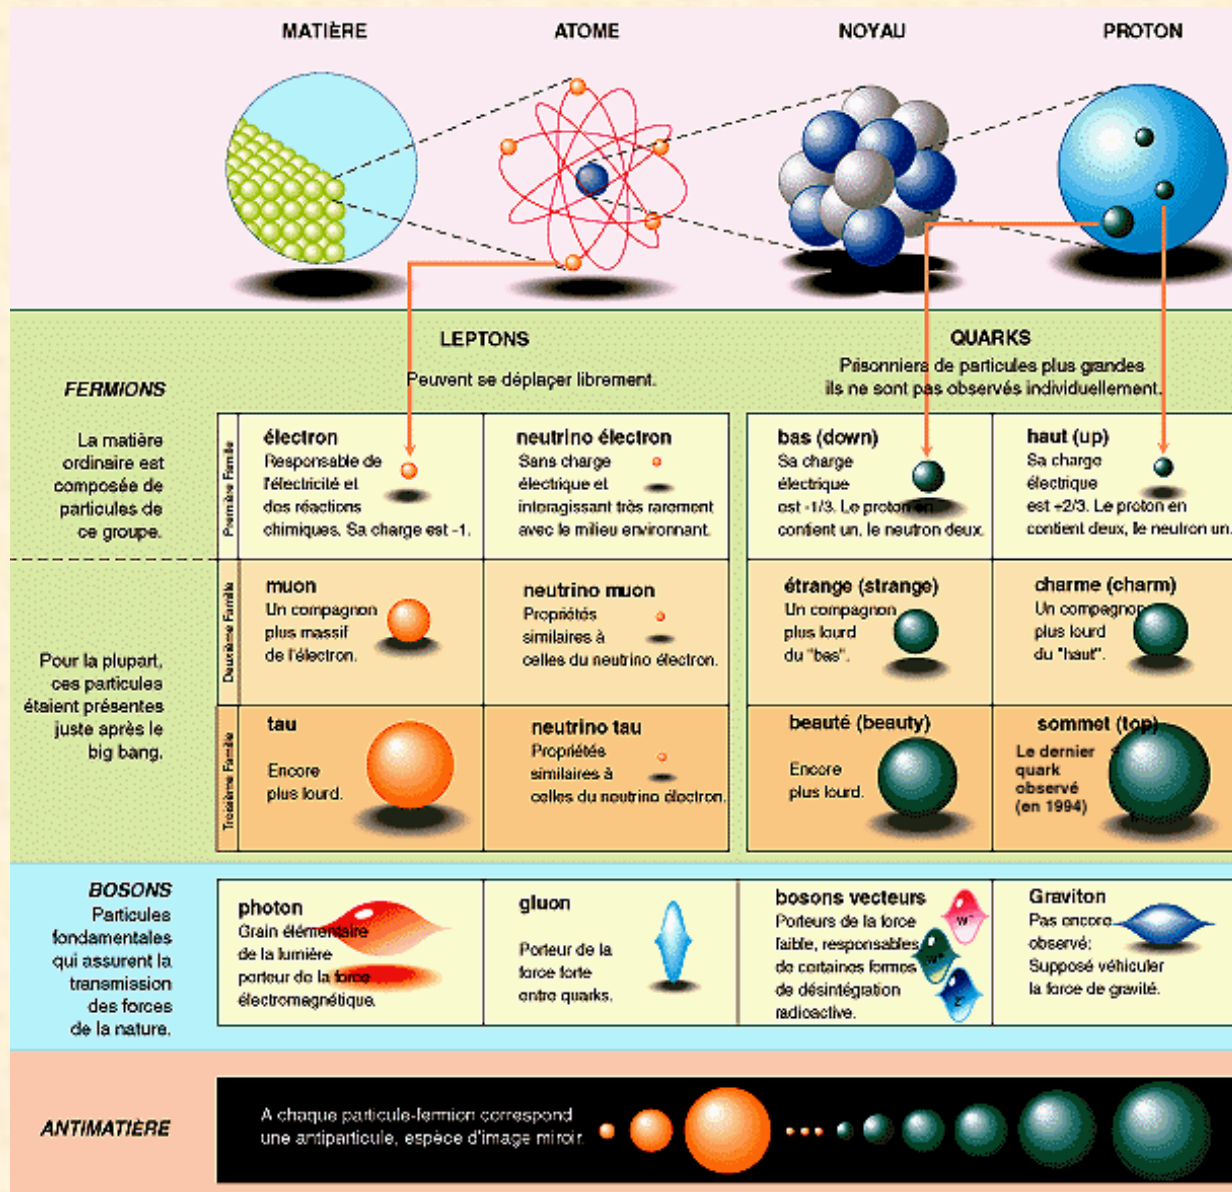 MATIÈRE
ATOME
NOYAU
PROTON
LEPTONS
Peuvent se déplaçer librement.
QUARKS
Prisonniers de particules plus grandes
ils ne sont pas observés individuellement.
FERMIONS
La matière
ordinaire est
composée de
particules de
ce groupe.
Première Famille
électron
Responsable de
l'électricité et
des réactions
chimiques. Sa charge est -1.
neutrino électron
Sans charge
électrique et
interagissant très rarement
avec le milieu environnant.
bas (down)
Sa charge
électrique
est -1/3. Le proton en
contient un, le neutron deux.
haut (up)
Sa charge
électrique
est +2/3. Le proton en
contient deux, le neutron un.
Pour la plupart,
ces particules
étaient présentes
juste après le
big bang.
Deuxième Famille
muon
Un compagnon
plus massif
de l'électron.
neutrino muon
Propriétés
similaires à
celles du neutrino électron.
étrange (strange)
Un compagnon
plus lourd
du "bas".
charme (charm)
Un compagnon
plus lourd
du "haut".
Troisième Famille
tau
Encore
plus lourd.
neutrino tau
Propriétés
similaires à
celles du neutrino électron.
beauté (beauty)
Encore
plus lourd.
sommet (top)
Le dernier
quark
observé
(en 1994)
BOSONS
Particules
fondamentales
qui assurent la
transmission
des forces
de la nature.
photon
Grain élémentaire
de la lumière
porteur de la force
électromagnétique.
gluon
Porteur de la
force forte
entre quarks.
bosons vecteurs
Porteurs de la force
faible, responsables
de certaines formes
de désintégration
radioactive.
W⁻
W⁺
Z°
Graviton
Pas encore
observé:
Supposé véhiculer
la force de gravité.
ANTIMATIÈRE
A chaque particule-fermion correspond
une antiparticule, espèce d'image miroir.